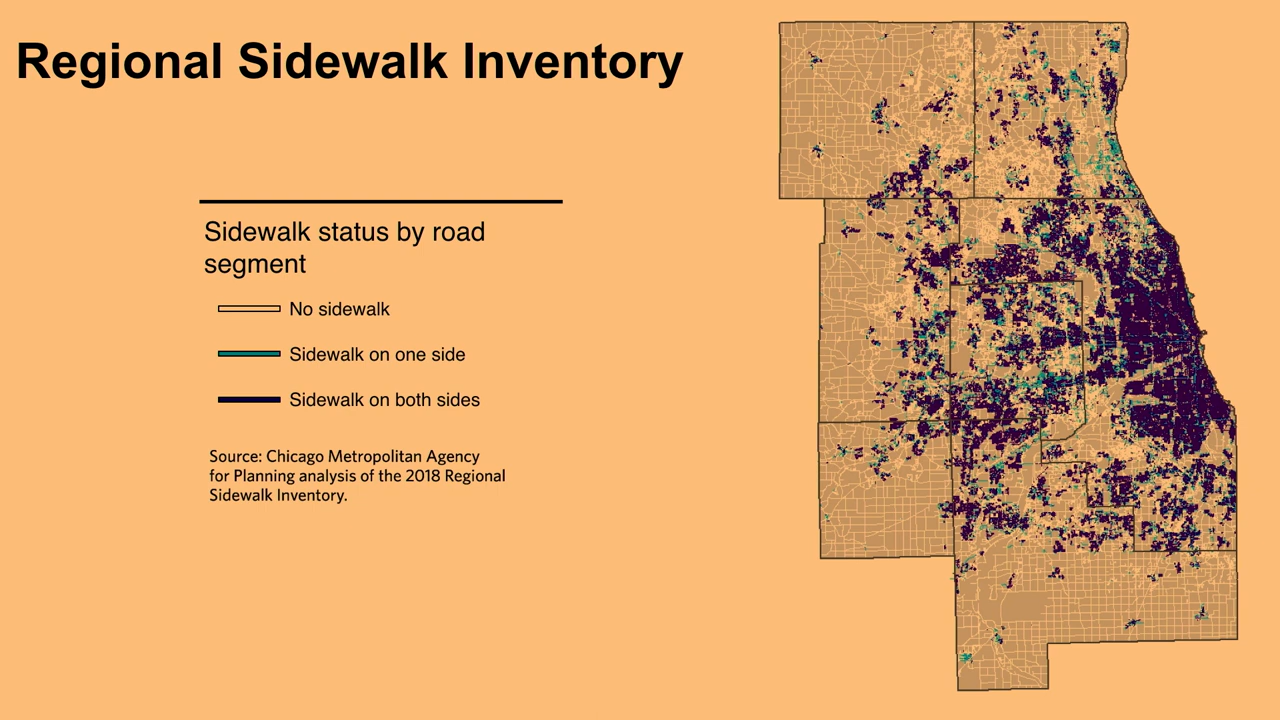 Regional Sidewalk Inventory
Sidewalk status by road
segment
No sidewalk
Sidewalk on one side
Sidewalk on both sides
Source: Chicago Metropolitan Agency
for Planning analysis of the 2018 Regional
Sidewalk Inventory.